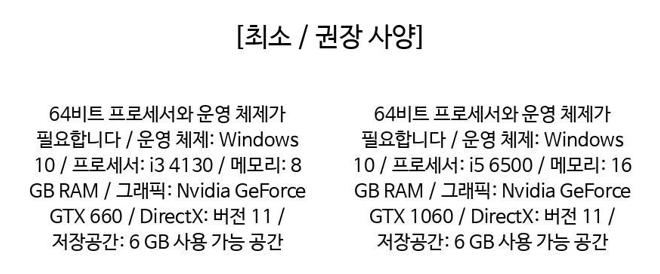 [최소 / 권장 사양]
64비트 프로세서와 운영 체제가
필요합니다 / 운영 체제: Windows
10 / 프로세서: i3 4130 / 메모리: 8
GB RAM / 그래픽: Nvidia GeForce
GTX 660 / DirectX: 버전 11 /
저장공간: 6 GB 사용 가능 공간
64비트 프로세서와 운영 체제가
필요합니다 / 운영 체제: Windows
10 / 프로세서: i5 6500 / 메모리: 16
GB RAM / 그래픽: Nvidia GeForce
GTX 1060 / DirectX: 버전 11 /
저장공간: 6 GB 사용 가능 공간